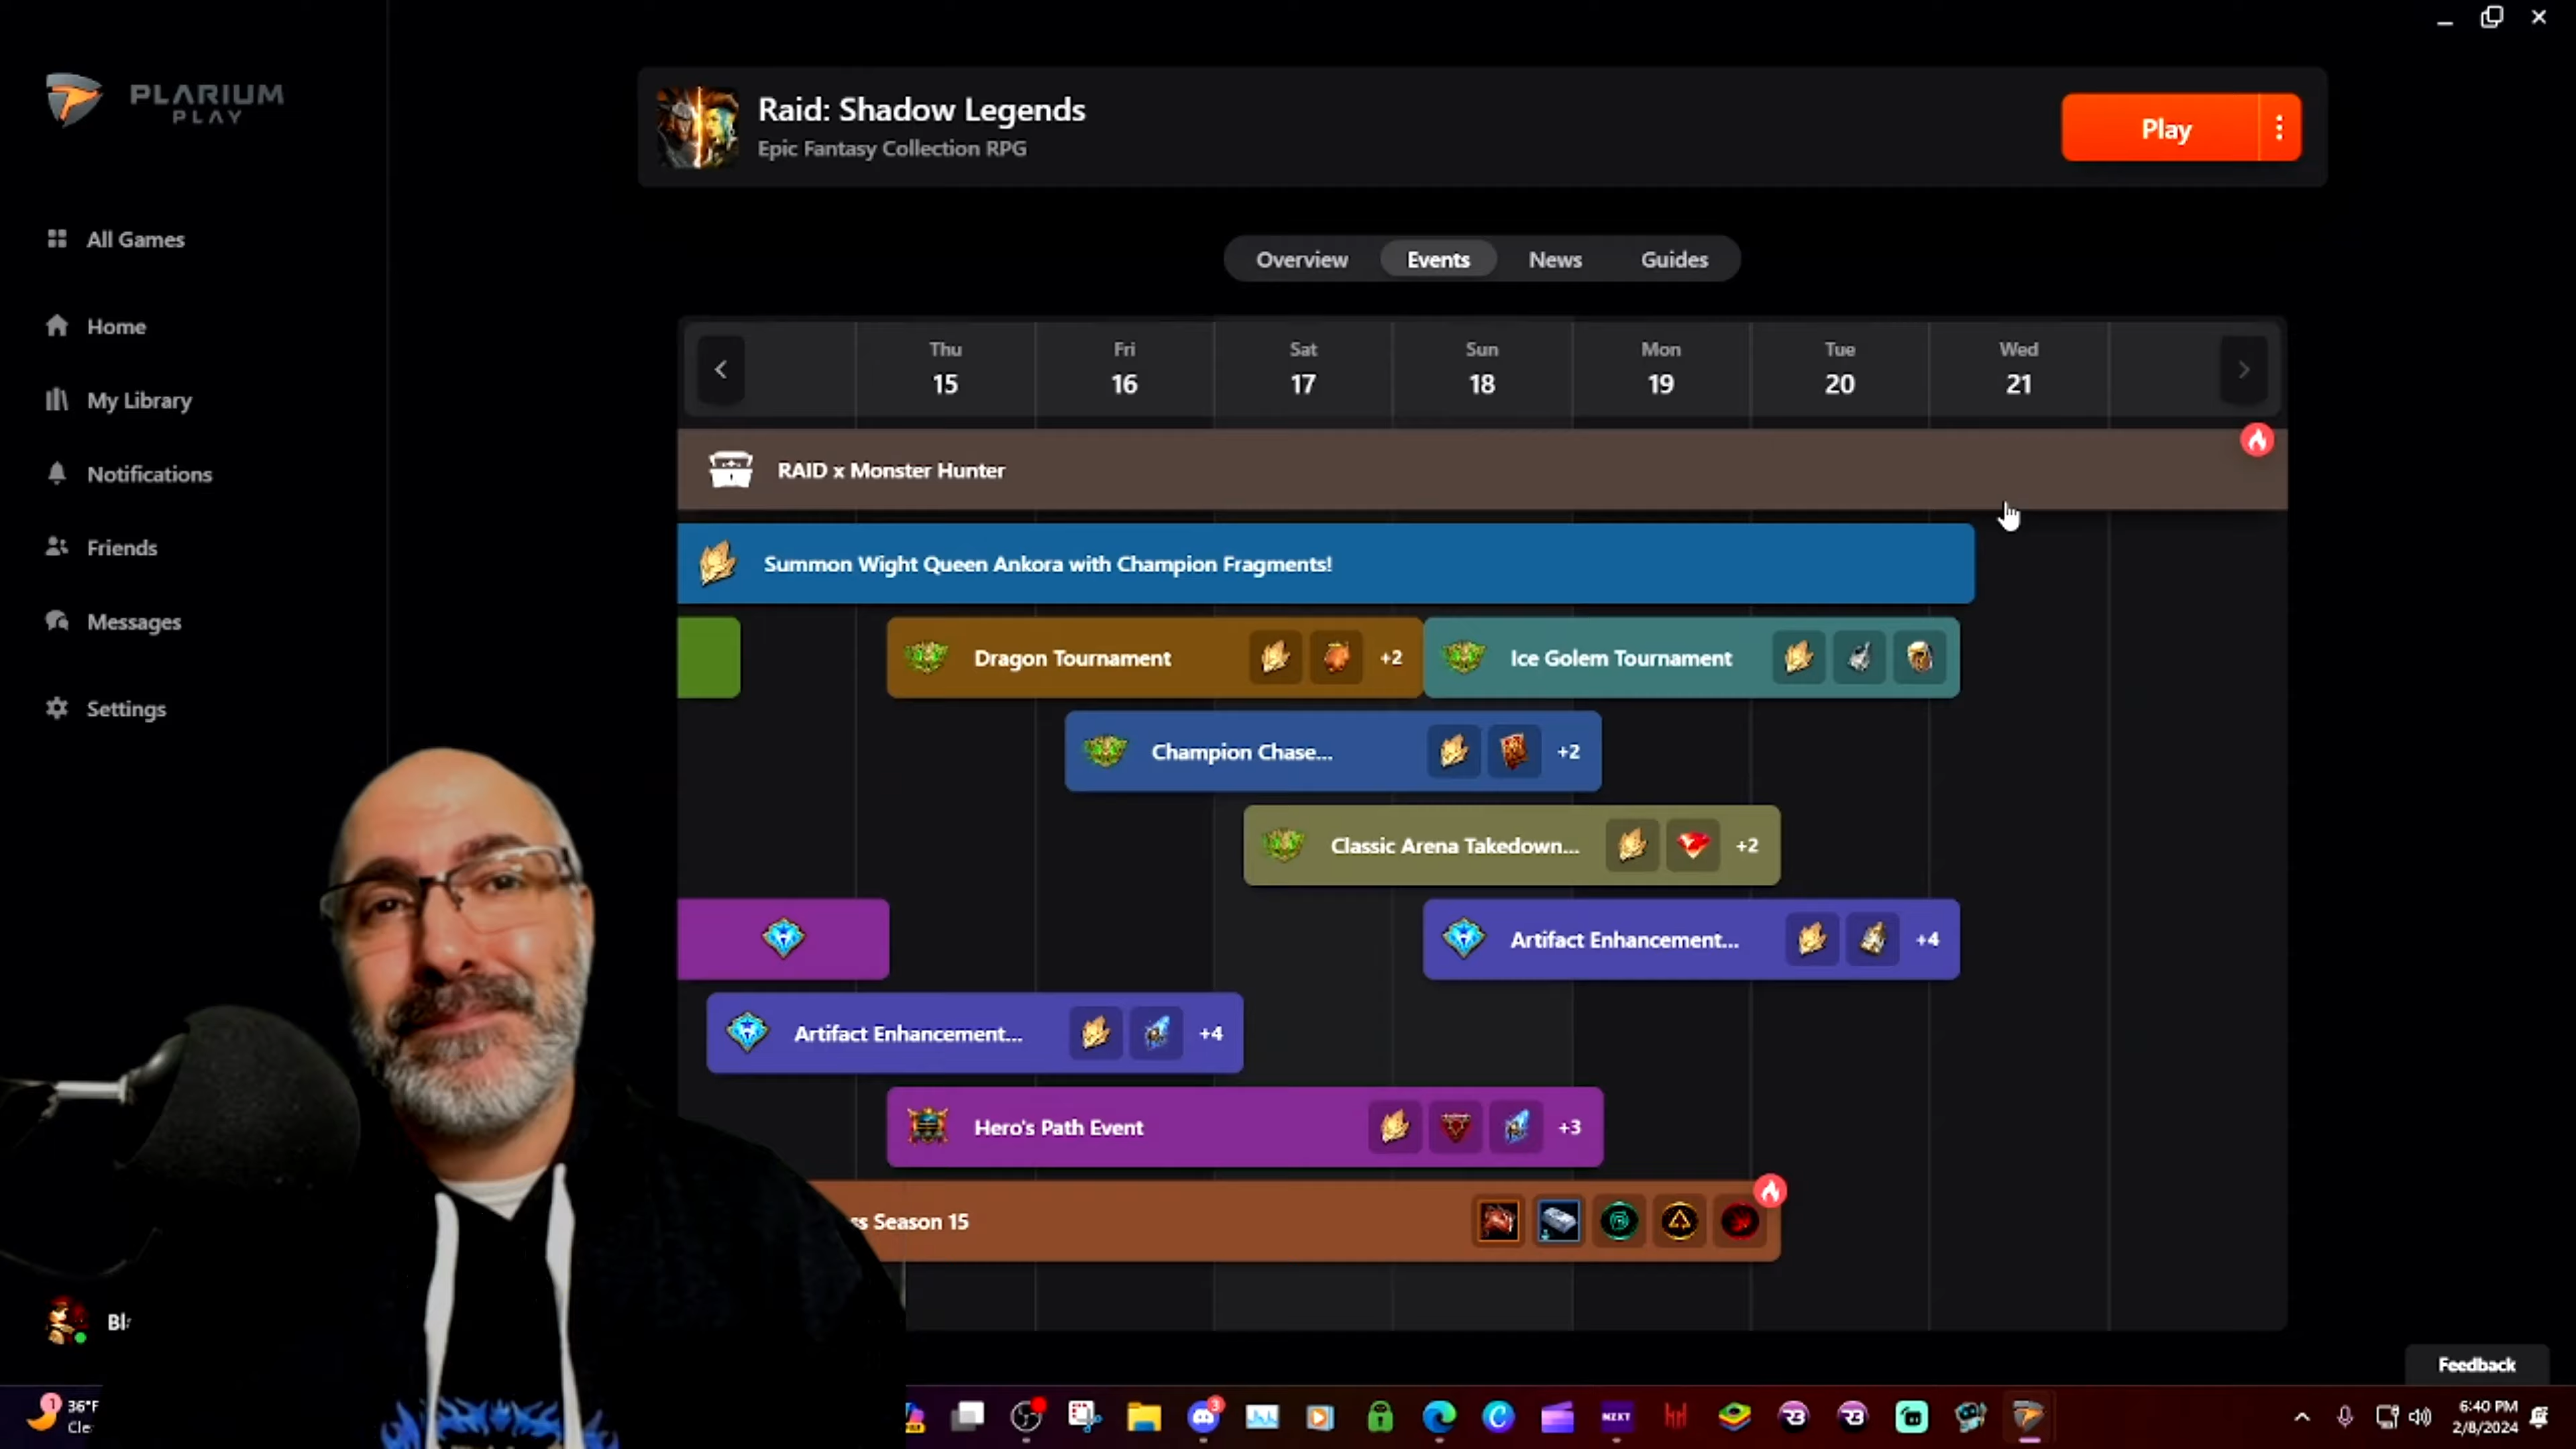 PLARIUM
PLAY
All Games
Home
My Library
Notifications
Friends
Messages
Settings
Raid: Shadow Legends
Epic Fantasy Collection RPG
Play
Overview
Events
News
Guides
Thu
15
Fri
16
Sat
17
Sun
18
Mon
19
Tue
20
Wed
21
RAID x Monster Hunter
Summon Wight Queen Ankora with Champion Fragments!
Dragon Tournament
+2
Ice Golem Tournament
Champion Chase...
+2
Classic Arena Takedown...
+2
Artifact Enhancement...
+4
Artifact Enhancement...
+4
Hero's Path Event
+3
ss Season 15
Feedback
1
36°F
3
NZXT
6:40 PM
2/8/2024